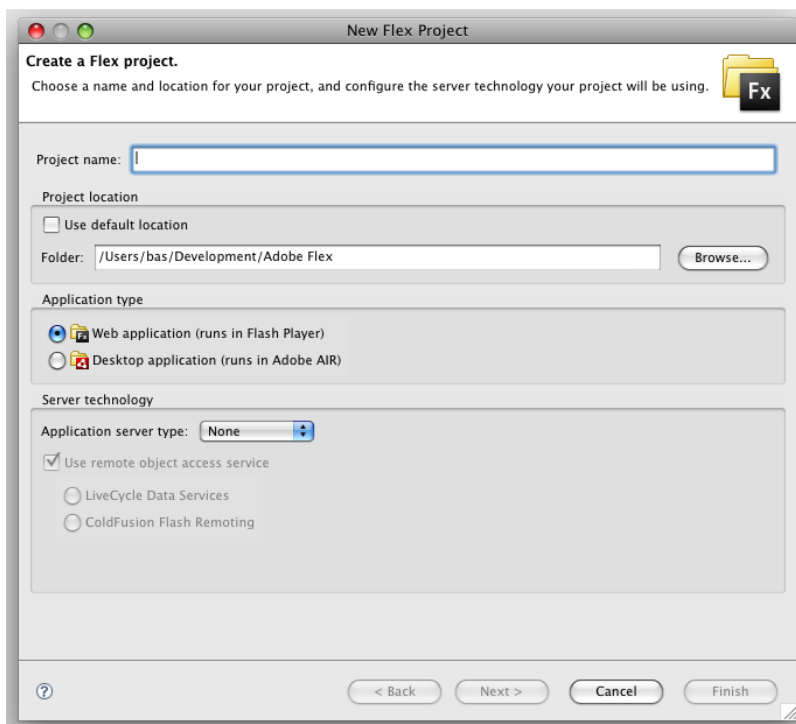 New Flex Project
Create a Flex project.
Choose a name and location for your project, and configure the server technology your project will be using.
Fx
Project name:
Project location
Use default location
Folder: /Users/bas/Development/Adobe Flex Browse...
Application type
Web application (runs in Flash Player)
Desktop application (runs in Adobe AIR)
Server technology
Application server type: None
Use remote object access service
LiveCycle Data Services
ColdFusion Flash Remoting
? < Back Next > Cancel Finish